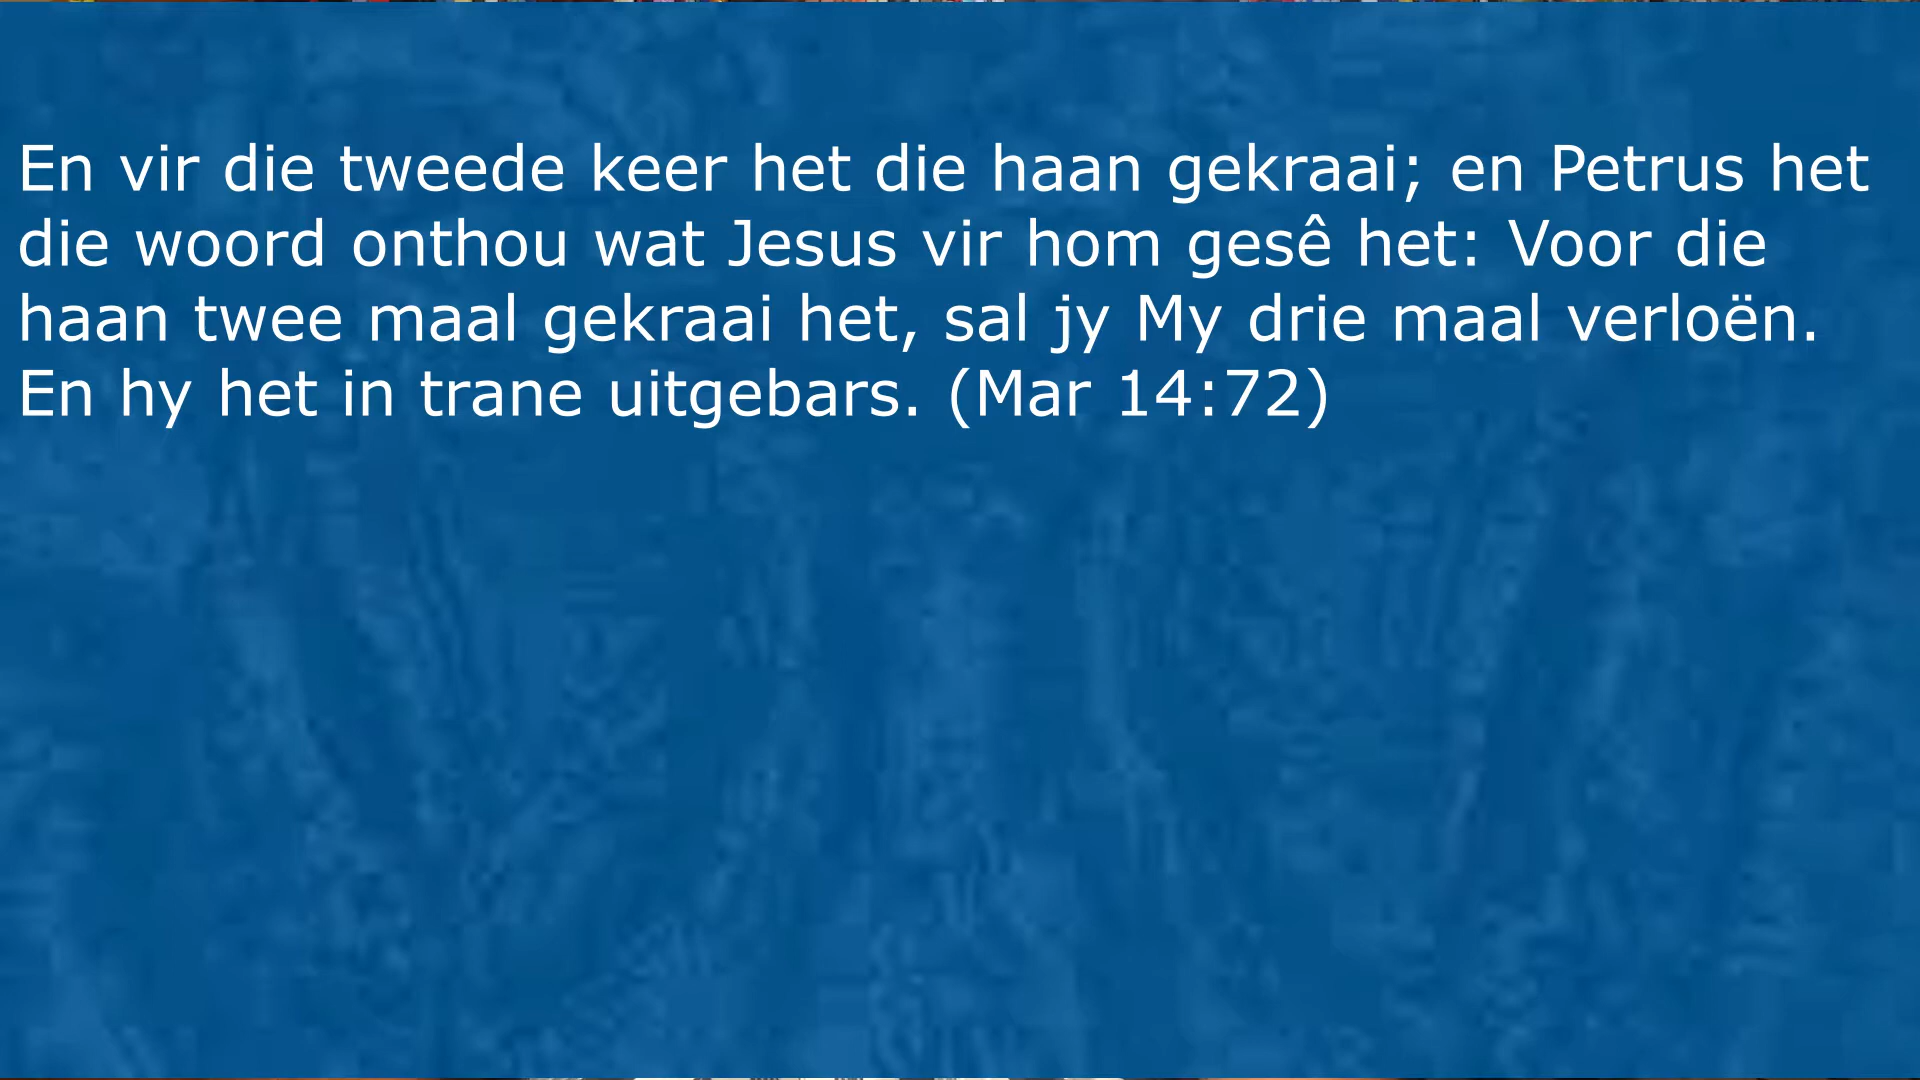 En vir die tweede keer het die haan gekraai; en Petrus het
die woord onthou wat Jesus vir hom gesê het: Voor die
haan twee maal gekraai het, sal jy My drie maal verloën.
En hy het in trane uitgebars. (Mar 14:72)